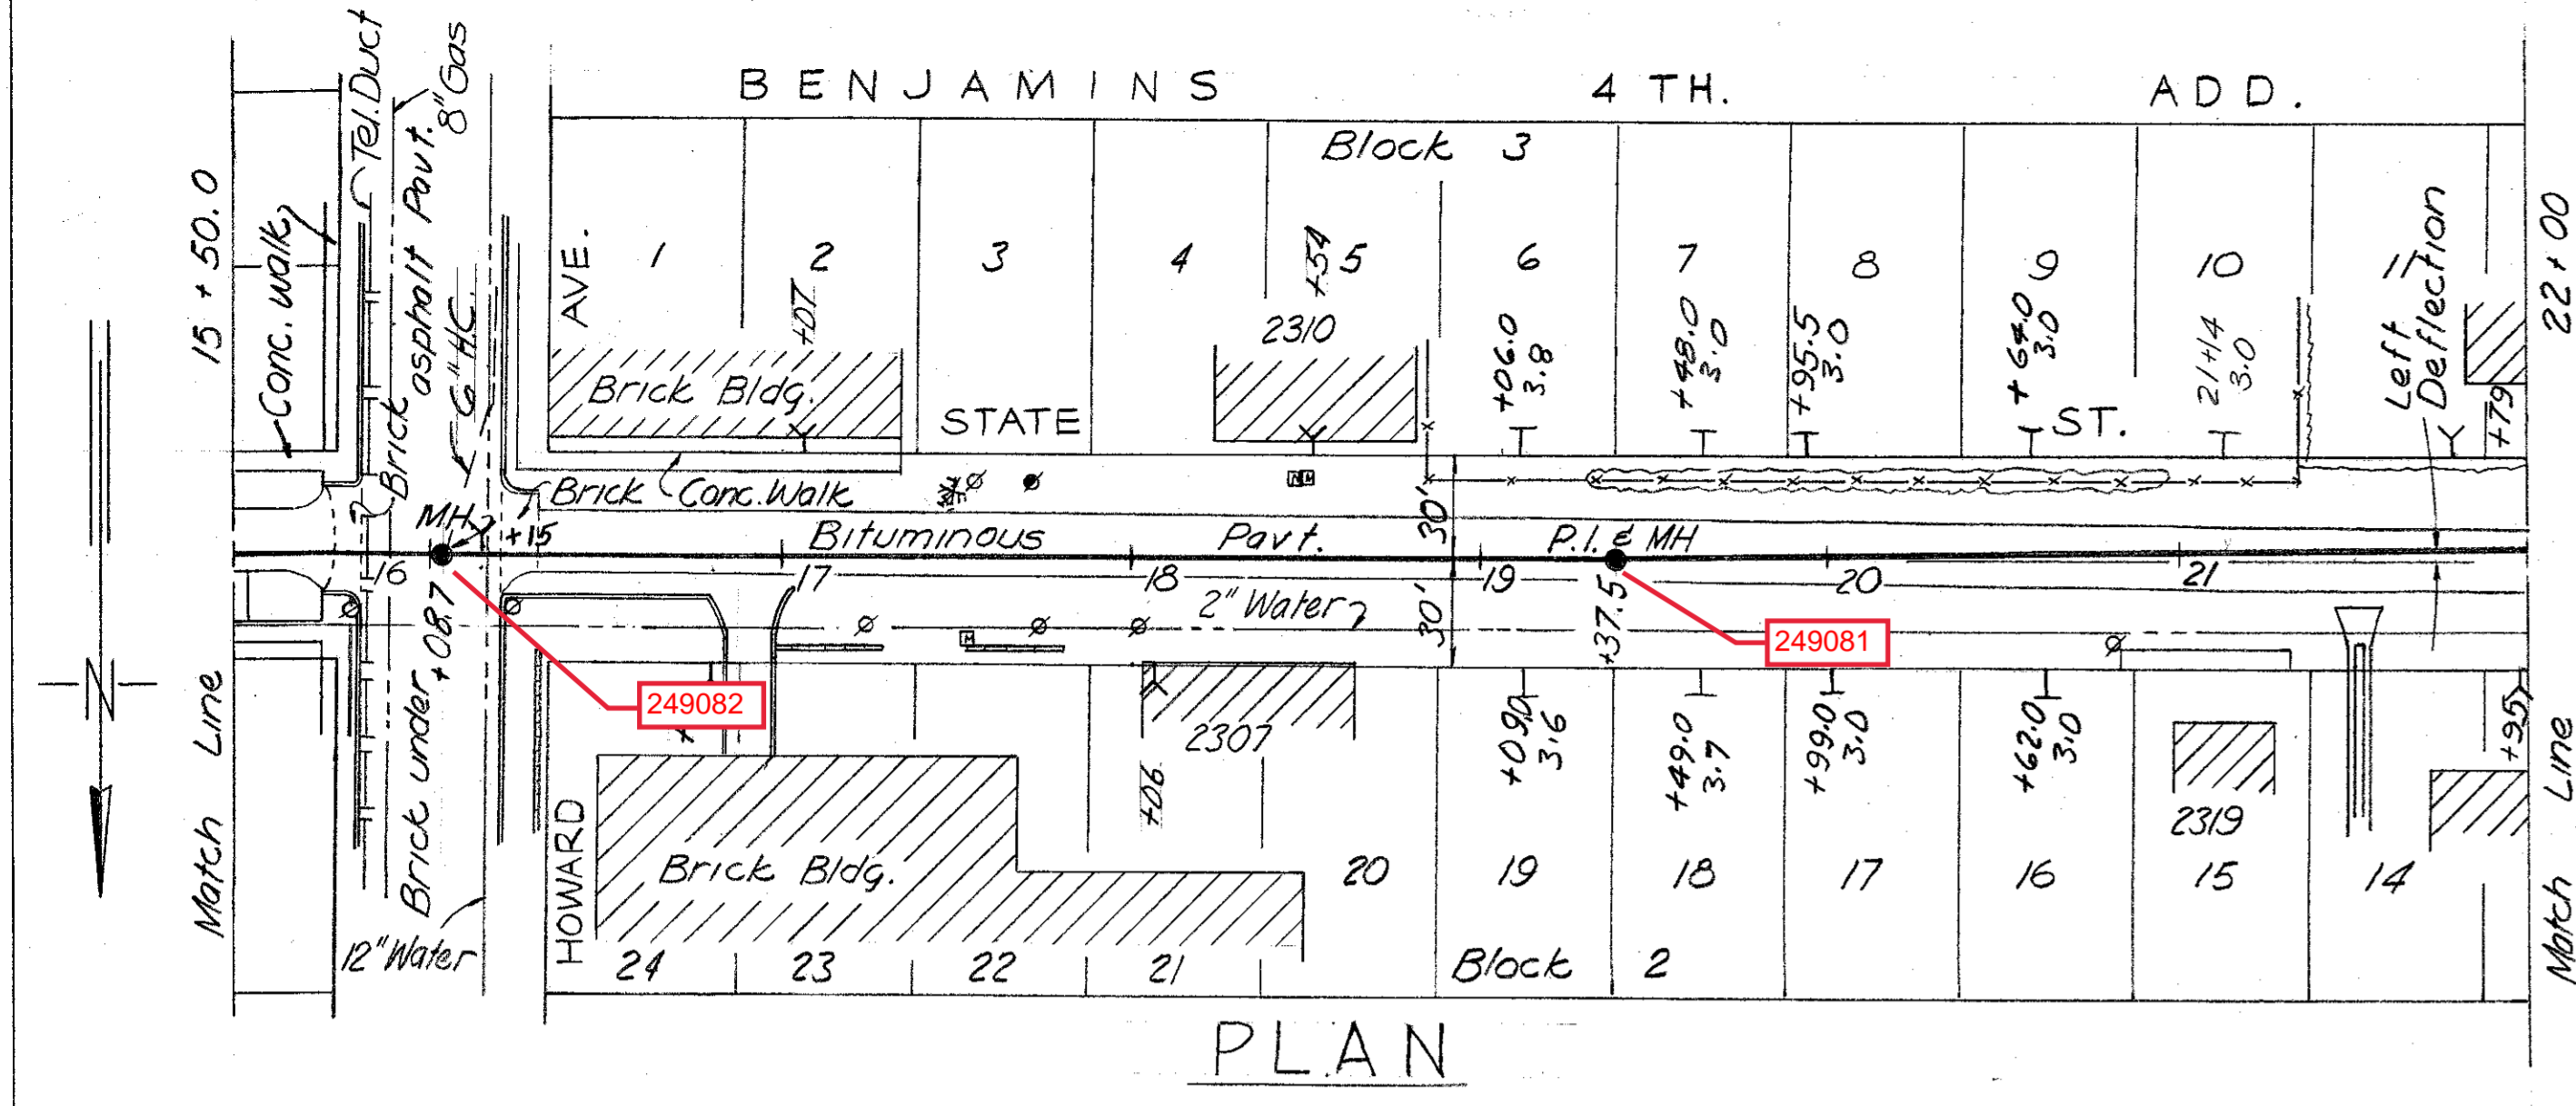 BENJAMINS 4 TH. ADD.
Block 3
Tel. Duct
8" Gas
15 + 50.0
Conc. walk
Brick
asphalt Pavt.
6" H.C.
AVE.
1
2
3
4
5
6
7
8
9
10
11
+07
+54
2310
+06.0
3.8
+48.0
3.0
+95.5
3.0
+64.0
3.0
21+14
3.0
Left
Deflection
+79
22+00
Brick Bldg.
STATE
ST.
Brick
Conc. Walk
NM
30'
MH
+15
Bituminous Pavt.
P.I. & MH
16
17
18
19
20
21
+08.7
2" Water
30'
+37.5
249081
249082
M
N
Match Line
Brick under
12" Water
HOWARD
Brick Bldg.
2307
+06
+09.0
3.6
+49.0
3.7
+99.0
3.0
+62.0
3.0
2319
+95
24
23
22
21
20
19
18
17
16
15
14
Block 2
Match Line
PLAN